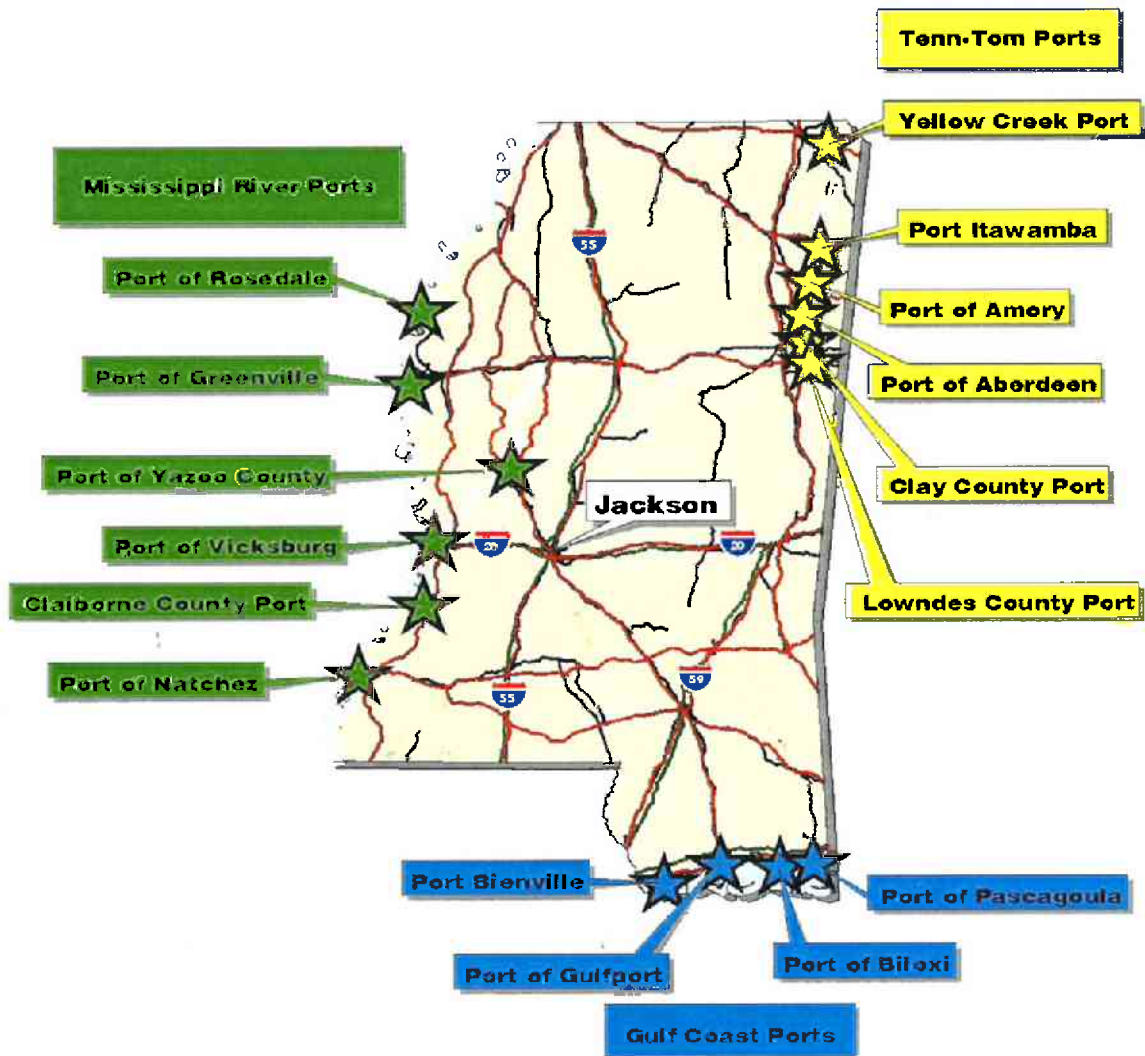 Tenn-Tom Ports
Yellow Creek Port
Mississippi River Ports
Port Itawamba
55
Port of Rosedale
Port of Amory
Port of Greenville
Port of Aberdeen
Port of Yazoo County
Clay County Port
Jackson
Port of Vicksburg
20
20
Claiborne County Port
Lowndes County Port
Port of Natchez
55
59
Port Bienville
Port of Pascagoula
Port of Gulfport
Port of Biloxi
Gulf Coast Ports